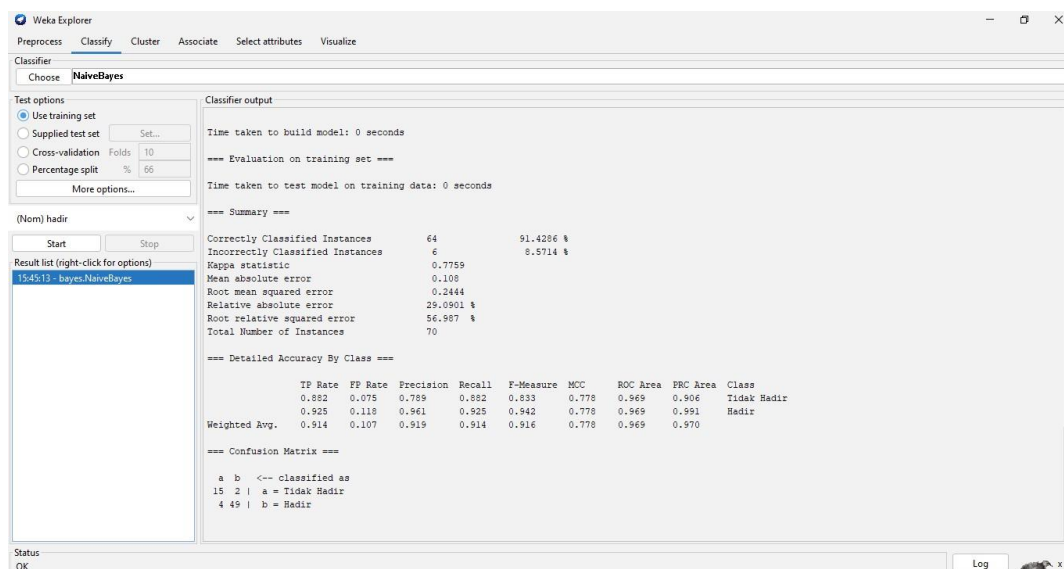 Weka Explorer
Preprocess Classify Cluster Associate Select attributes Visualize
Classifier
Choose NaiveBayes
Test options
Use training set
Supplied test set Set...
Cross-validation Folds 10
Percentage split % 66
More options...
(Nom) hadir
Start Stop
Result list (right-click for options)
15:45:13 - bayes.NaiveBayes
Classifier output
Time taken to build model: 0 seconds
=== Evaluation on training set ===
Time taken to test model on training data: 0 seconds
=== Summary ===
Correctly Classified Instances 64 91.4286 %
Incorrectly Classified Instances 6 8.5714 %
Kappa statistic 0.7759
Mean absolute error 0.108
Root mean squared error 0.2444
Relative absolute error 29.0901 %
Root relative squared error 56.987 %
Total Number of Instances 70
=== Detailed Accuracy By Class ===
TP Rate FP Rate Precision Recall F-Measure MCC ROC Area PRC Area Class
0.882 0.075 0.789 0.882 0.833 0.778 0.969 0.906 Tidak Hadir
0.925 0.118 0.961 0.925 0.942 0.778 0.969 0.991 Hadir
Weighted Avg. 0.914 0.107 0.919 0.914 0.916 0.778 0.969 0.970
=== Confusion Matrix ===
a b <-- classified as
15 2 | a = Tidak Hadir
4 49 | b = Hadir
Status
OK
Log
x